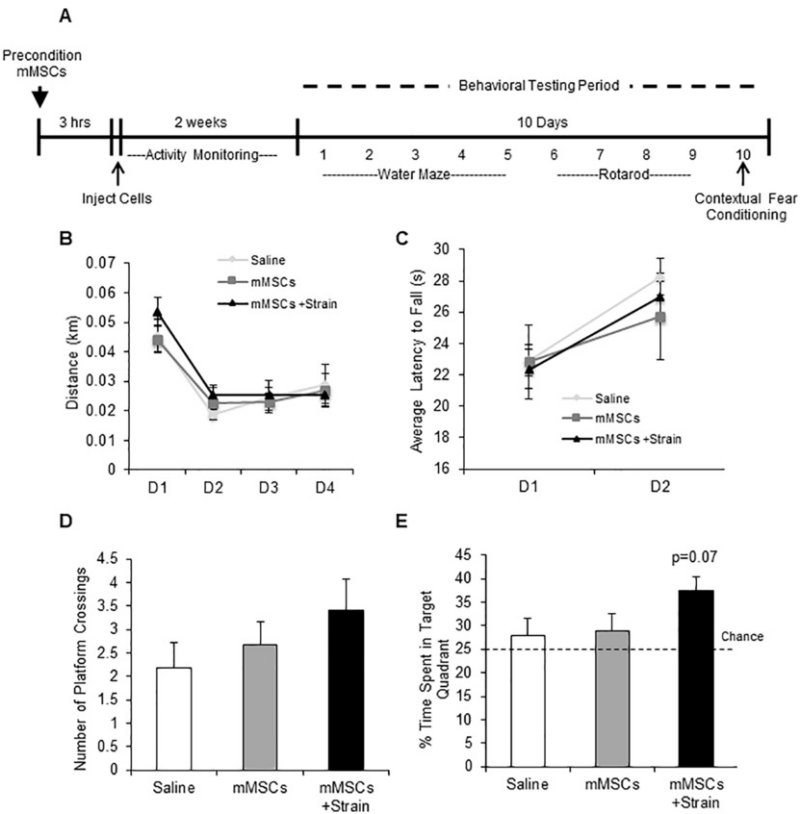 A
Precondition
mMSCs
Behavioral Testing Period
3 hrs
2 weeks
10 Days
----Activity Monitoring----
1 2 3 4 5 6 7 8 9 10
------------Water Maze------------
--------Rotarod--------
Inject Cells
Contextual Fear
Conditioning
B
Distance (km)
0.07
0.06
0.05
0.04
0.03
0.02
0.01
0
Saline
mMSCs
mMSCs +Strain
D1 D2 D3 D4
C
Average Latency to Fall (s)
30
28
26
24
22
20
18
16
Saline
mMSCs
mMSCs +Strain
D1 D2
D
Number of Platform Crossings
4.5
4
3.5
3
2.5
2
1.5
1
0.5
0
Saline mMSCs mMSCs
+Strain
E
% Time Spent in Target
Quadrant
45
40
35
30
25
20
15
10
5
0
p=0.07
Chance
Saline mMSCs mMSCs
+Strain